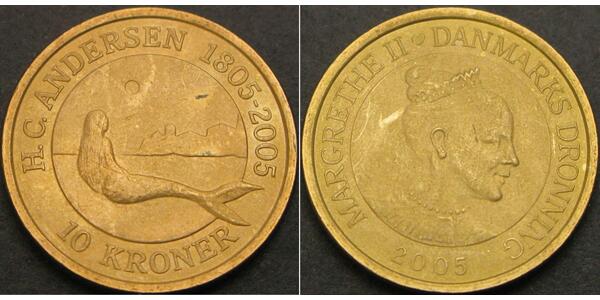 H.C. ANDERSEN 1805-2005
10 KRONER
MARGRETHE II · DANMARKS DRONNING
2005